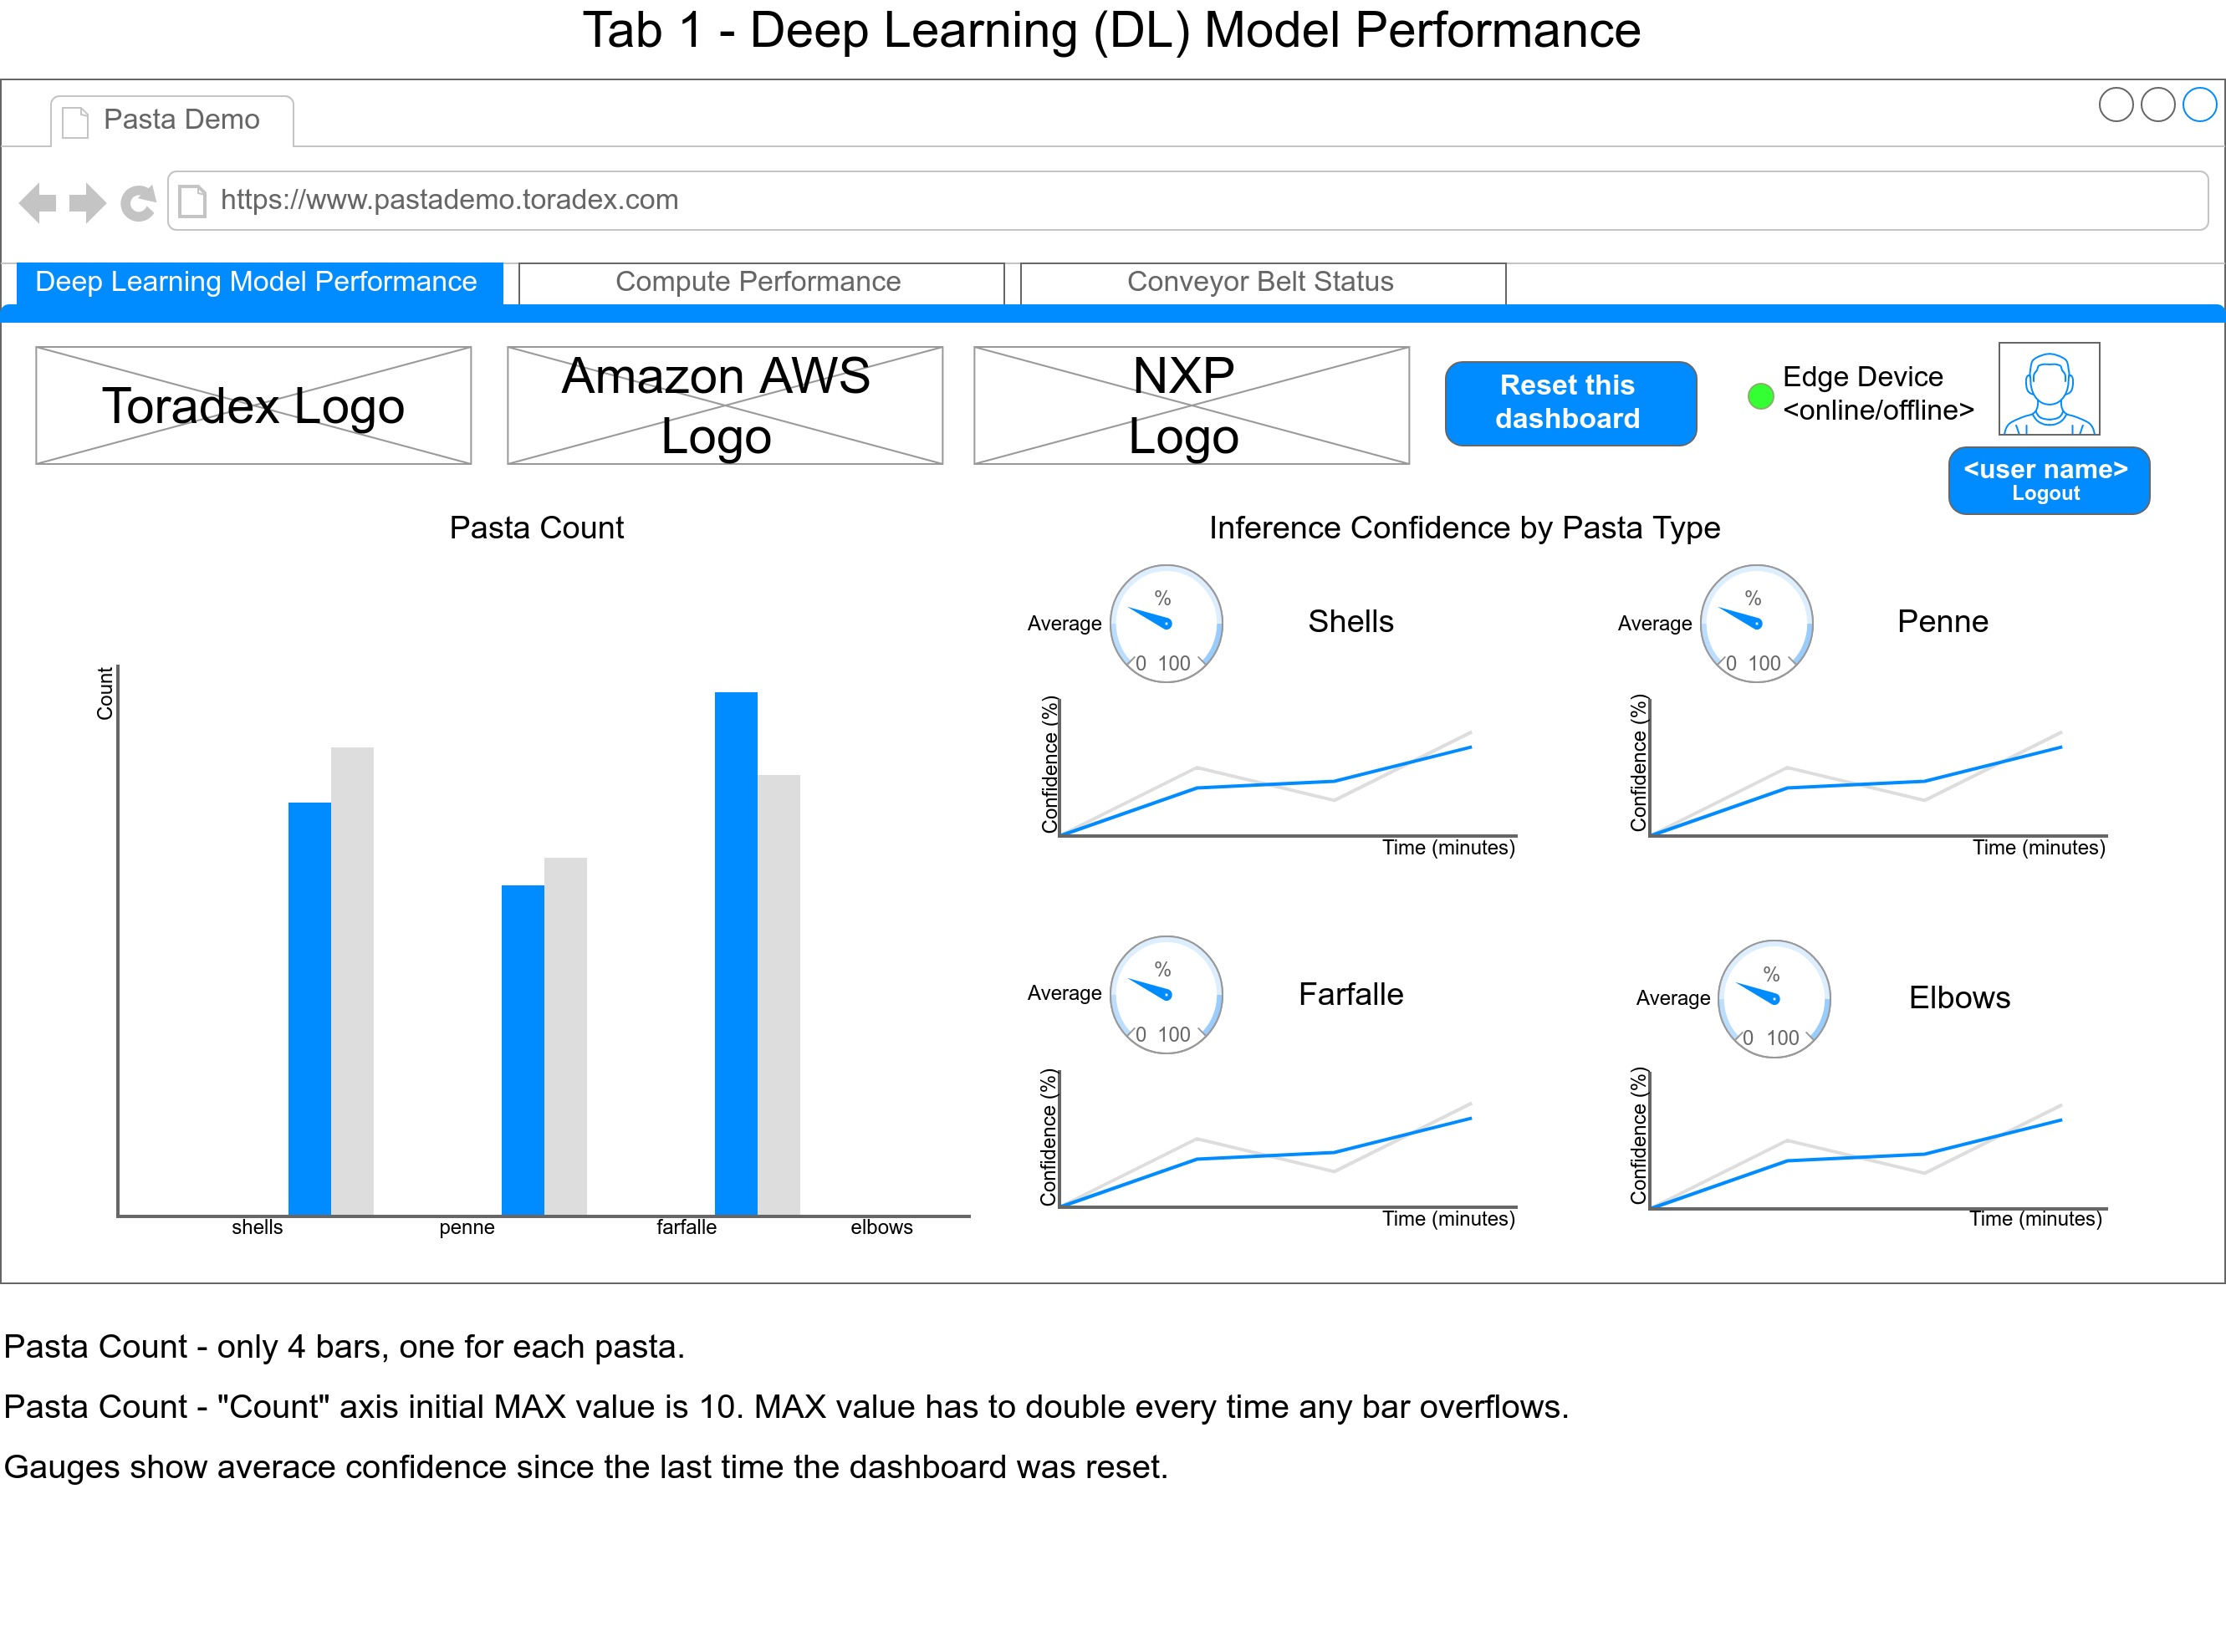 Tab 1 - Deep Learning (DL) Model Performance
Pasta Demo
https://www.pastademo.toradex.com
Deep Learning Model Performance
Compute Performance
Conveyor Belt Status
Toradex Logo
Amazon AWS
Logo
NXP
Logo
Reset this
dashboard
Edge Device
<online/offline>
<user name>
Logout
Pasta Count
Count
shells
penne
farfalle
elbows
Inference Confidence by Pasta Type
Average
%
0 100
Shells
Confidence (%)
Time (minutes)
Average
%
0 100
Penne
Confidence (%)
Time (minutes)
Average
%
0 100
Farfalle
Confidence (%)
Time (minutes)
Average
%
0 100
Elbows
Confidence (%)
Time (minutes)
Pasta Count - only 4 bars, one for each pasta.
Pasta Count - "Count" axis initial MAX value is 10. MAX value has to double every time any bar overflows.
Gauges show averace confidence since the last time the dashboard was reset.